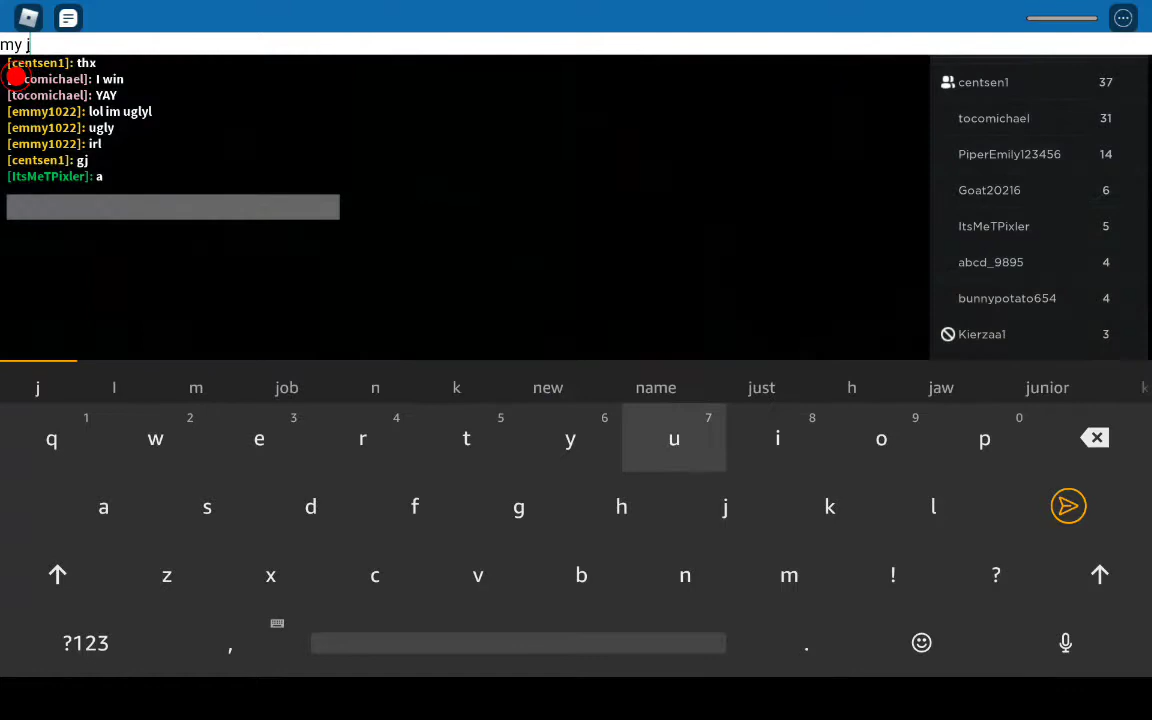 my j
[centsen1]: thx
comichael]: I win
[tocomichael]: YAY
[emmy1022]: lol im uglyl
[emmy1022]: ugly
[emmy1022]: irl
[centsen1]: gj
[ItsMeTPixler]: a
centsen1 37
tocomichael 31
PiperEmily123456 14
Goat20216 6
ItsMeTPixler 5
abcd_9895 4
bunnypotato654 4
Kierzaa1 3
j l m job n k new name just h jaw junior
1 2 3 4 5 6 7 8 9 0
q w e r t y u i o p
a s d f g h j k l
z x c v b n m ! ?
?123 , .